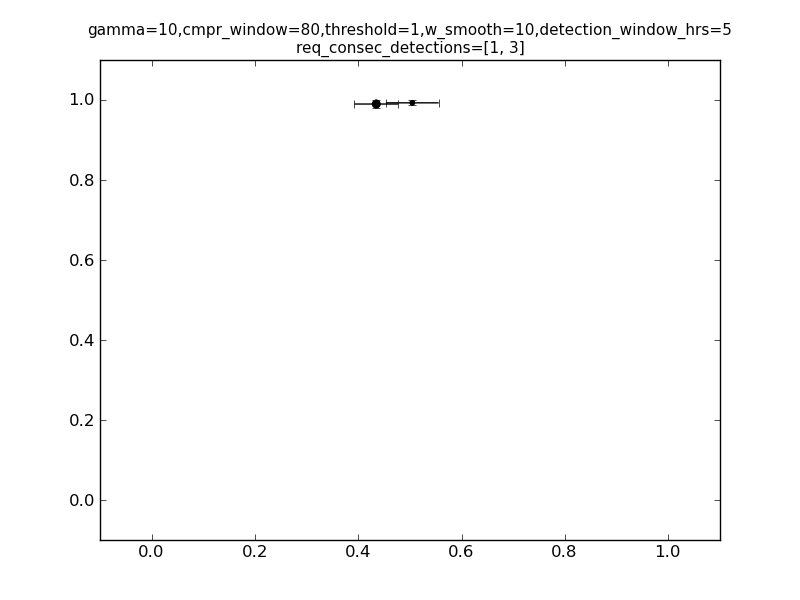 gamma=10,cmpr_window=80,threshold=1,w_smooth=10,detection_window_hrs=5
req_consec_detections=[1, 3]
1.0
0.8
0.6
0.4
0.2
0.0
0.0 0.2 0.4 0.6 0.8 1.0